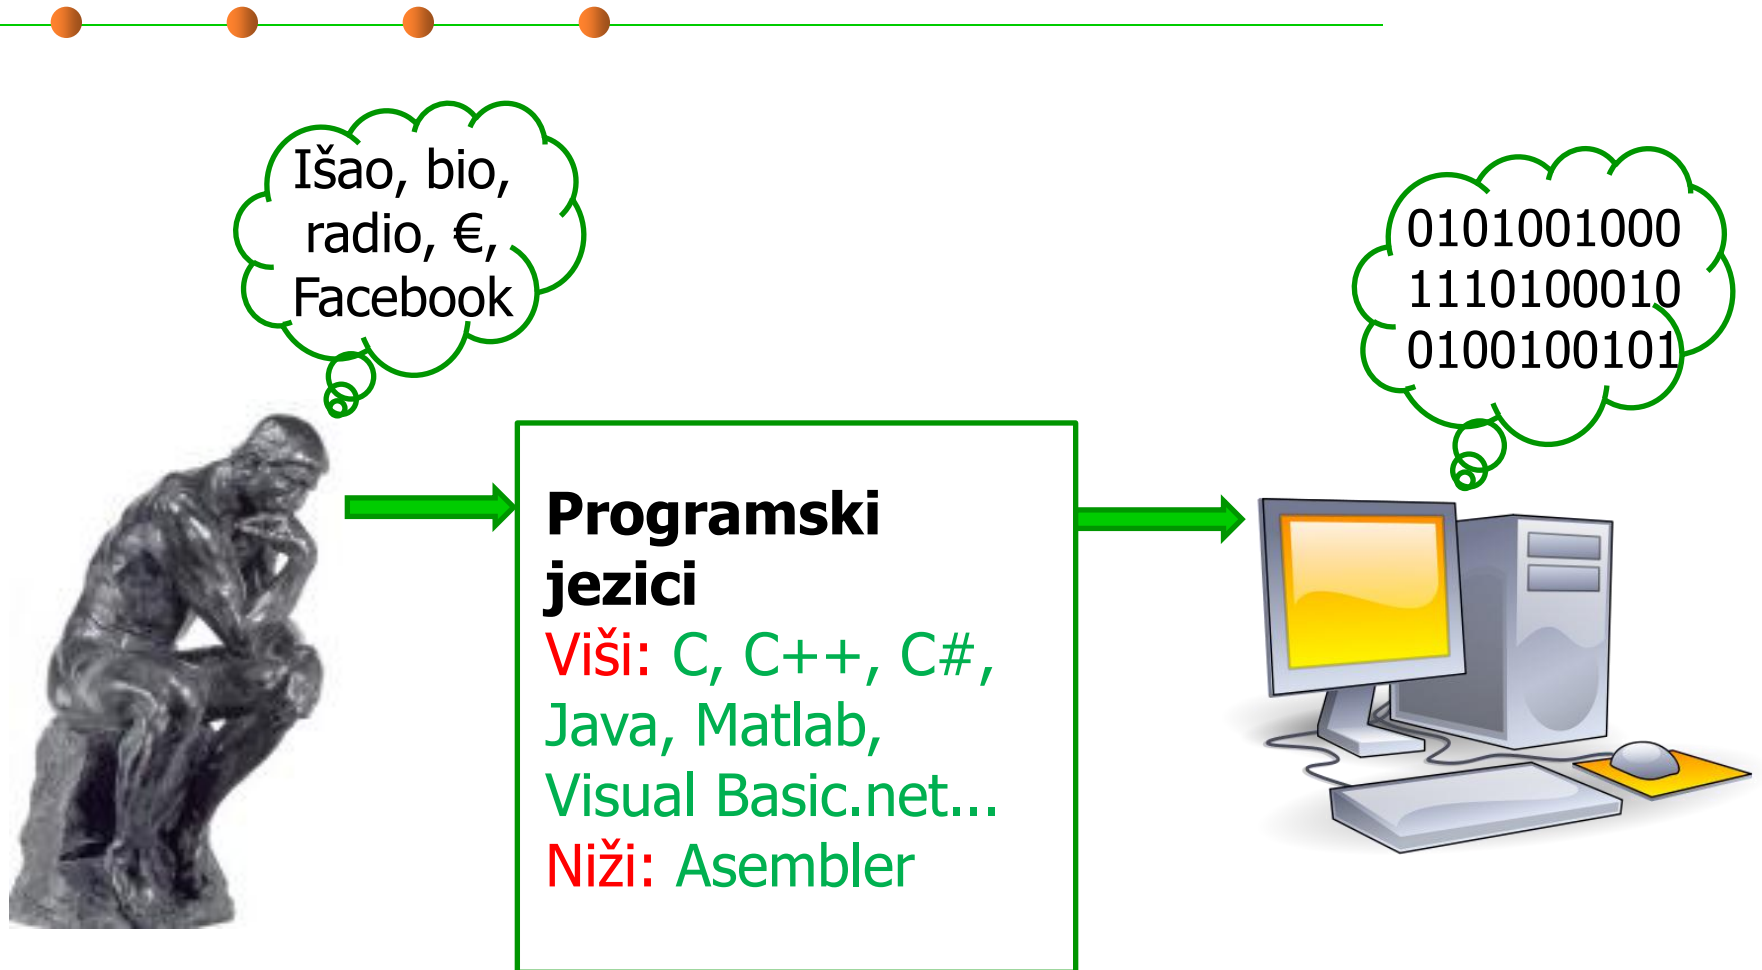 Išao, bio,
radio, €,
Facebook
0101001000
1110100010
0100100101
Programski
jezici
Viši: C, C++, C#,
Java, Matlab,
Visual Basic.net...
Niži: Asembler